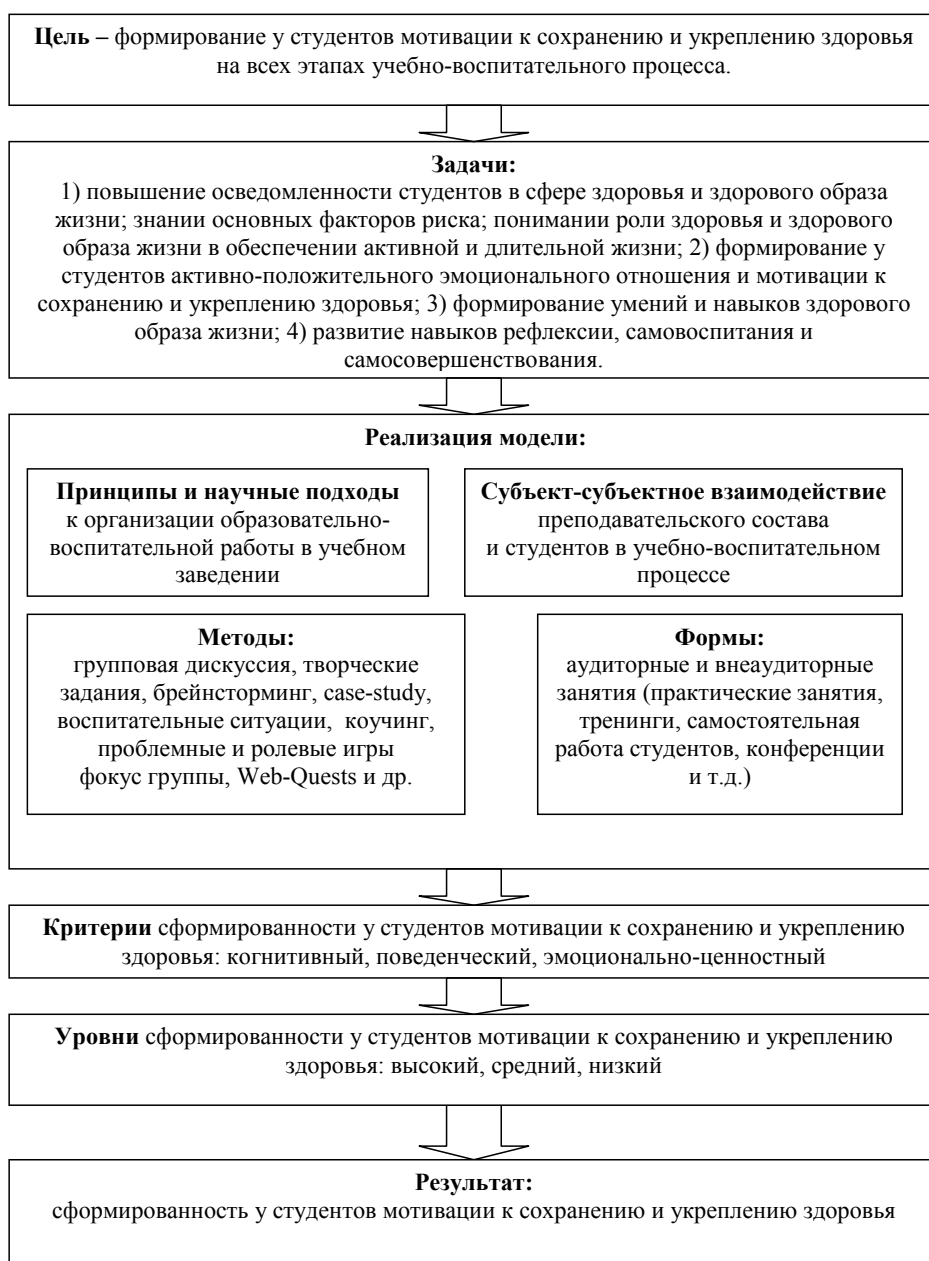 Цель – формирование у студентов мотивации к сохранению и укреплению здоровья
на всех этапах учебно-воспитательного процесса.
Задачи:
1) повышение осведомленности студентов в сфере здоровья и здорового образа
жизни; знании основных факторов риска; понимании роли здоровья и здорового
образа жизни в обеспечении активной и длительной жизни; 2) формирование у
студентов активно-положительного эмоционального отношения и мотивации к
сохранению и укреплению здоровья; 3) формирование умений и навыков здорового
образа жизни; 4) развитие навыков рефлексии, самовоспитания и
самосовершенствования.
Реализация модели:
Принципы и научные подходы
к организации образовательно-
воспитательной работы в учебном
заведении
Субъект-субъектное взаимодействие
преподавательского состава
и студентов в учебно-воспитательном
процессе
Методы:
групповая дискуссия, творческие
задания, брейнсторминг, case-study,
воспитательные ситуации, коучинг,
проблемные и ролевые игры
фокус группы, Web-Quests и др.
Формы:
аудиторные и внеаудиторные
занятия (практические занятия,
тренинги, самостоятельная
работа студентов, конференции
и т.д.)
Критерии сформированности у студентов мотивации к сохранению и укреплению
здоровья: когнитивный, поведенческий, эмоционально-ценностный
Уровни сформированности у студентов мотивации к сохранению и укреплению
здоровья: высокий, средний, низкий
Результат:
сформированность у студентов мотивации к сохранению и укреплению здоровья